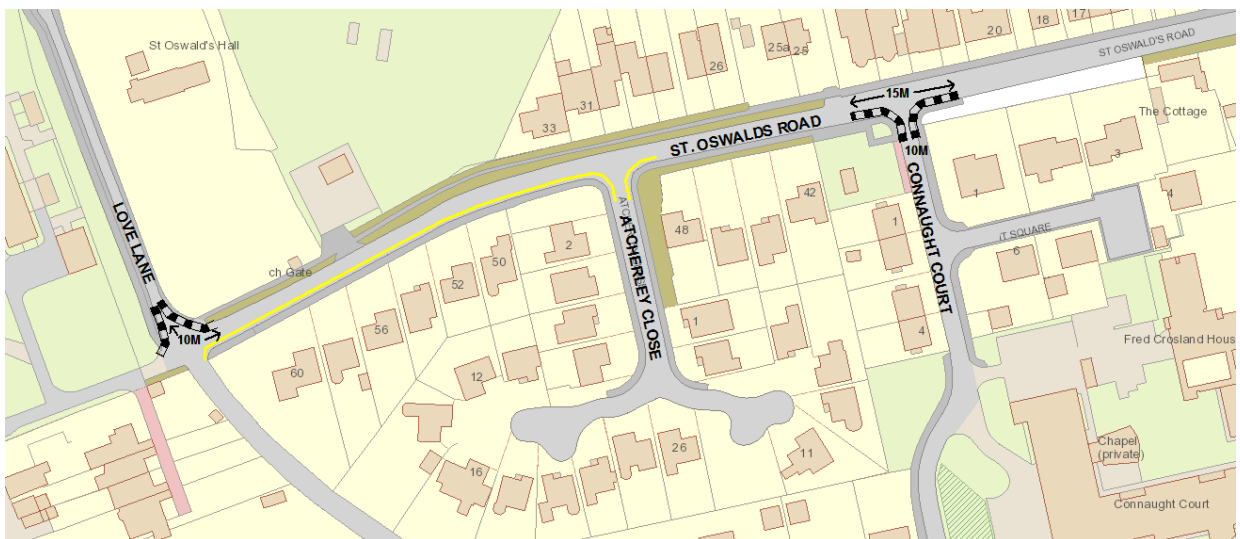 St Oswald's Hall
33
31
26
25a
25
20
18
17
ST OSWALD'S ROAD
15M
ST. OSWALDS ROAD
10M
The Cottage
3
4
1
LOVE LANE
ch Gate
10M
2
50
52
56
60
12
16
ATCHERLEY CLOSE
48
42
1
1
CONNAUGHT COURT
6
SQUARE
4
26
11
Fred Crosland Hous
Chapel
(private)
Connaught Court